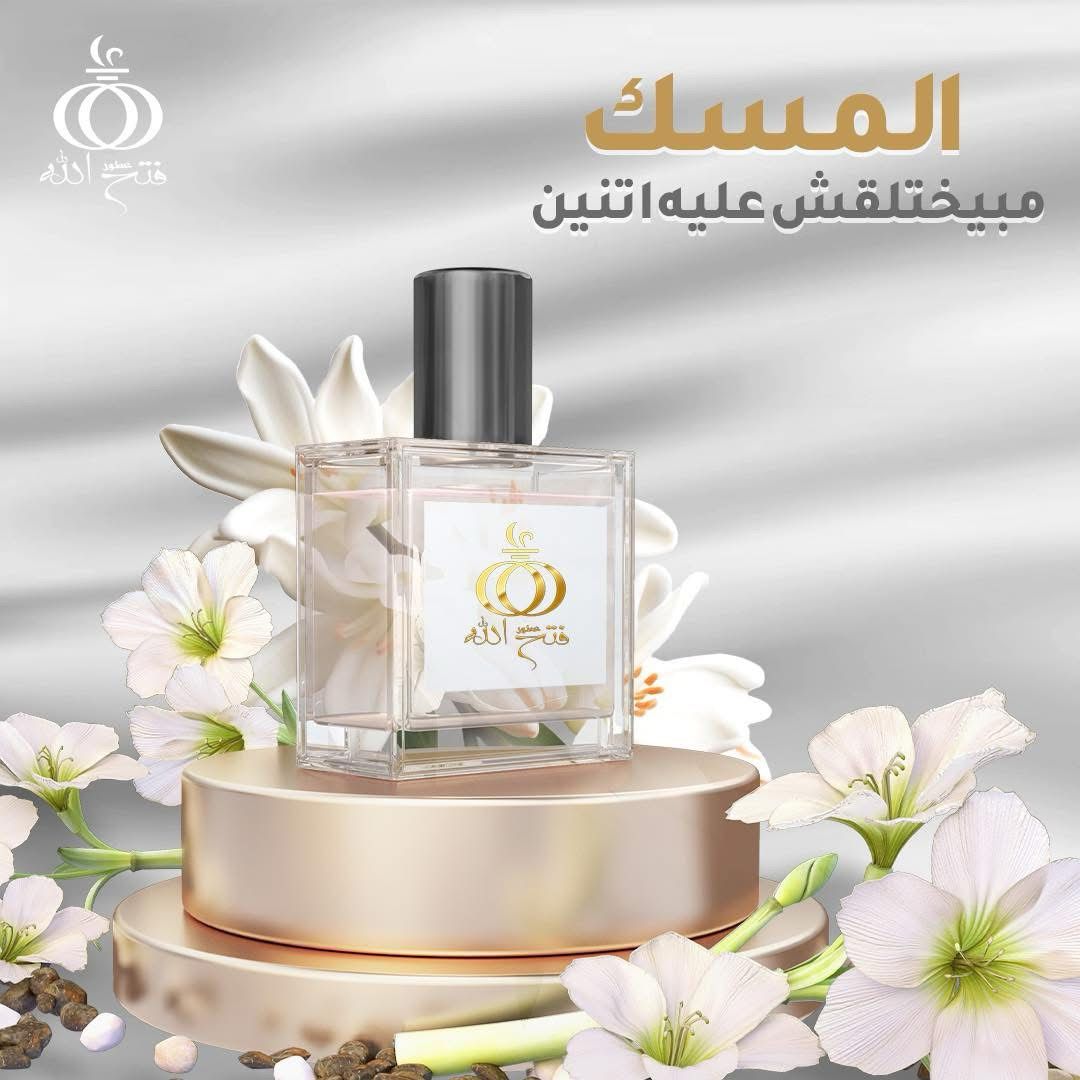 المسك
مبيختلقش عليه اتنين
عطور
فتح الله
عطور
فتح الله